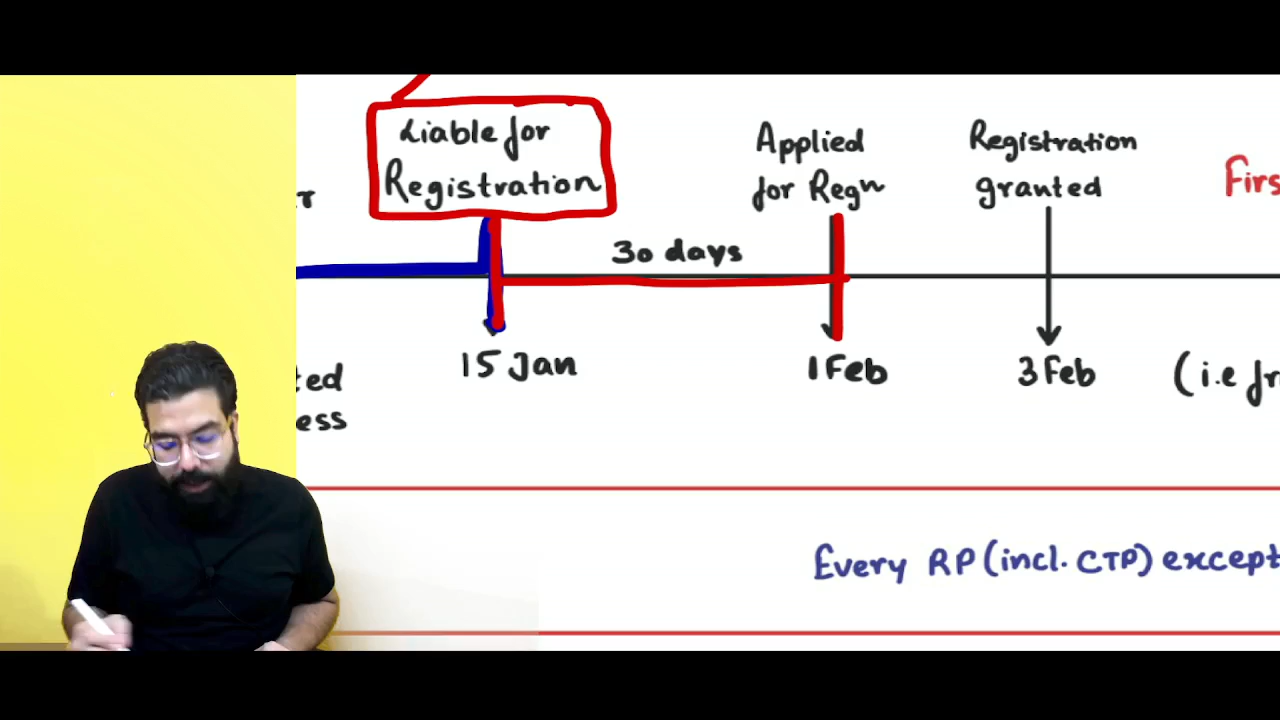 Liable for
Registration
Applied
for Regn
Registration
granted
Firs
r
30 days
15 Jan
1 Feb
3 Feb
(i.e fr
ted
ess
Every RP (incl. CTP) except